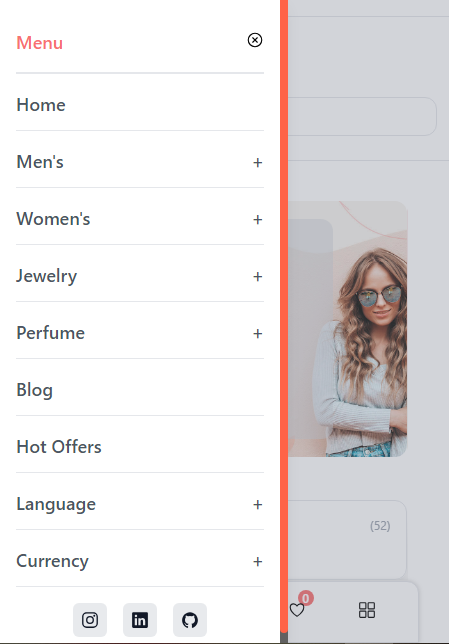 Menu
Home
Men's +
Women's +
Jewelry +
Perfume +
Blog
Hot Offers
Language +
Currency +
(52)
0